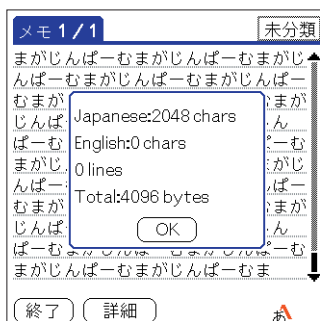 メモ 1 / 1
未分類
まがじんぱーむまがじんぱーむまがじ
んぱーむまがじんぱーむまがじんぱー
むまが まが
じんぱ ん
ぱーむ ーむ
まがじ がじ
んぱー ぱー
むまが まが
じんぱ ん
ぱーむ ーむ
まがじんぱーむまがじんぱーむま
Japanese:2048 chars
English:0 chars
0 lines
Total:4096 bytes
OK
終了
詳細
あ